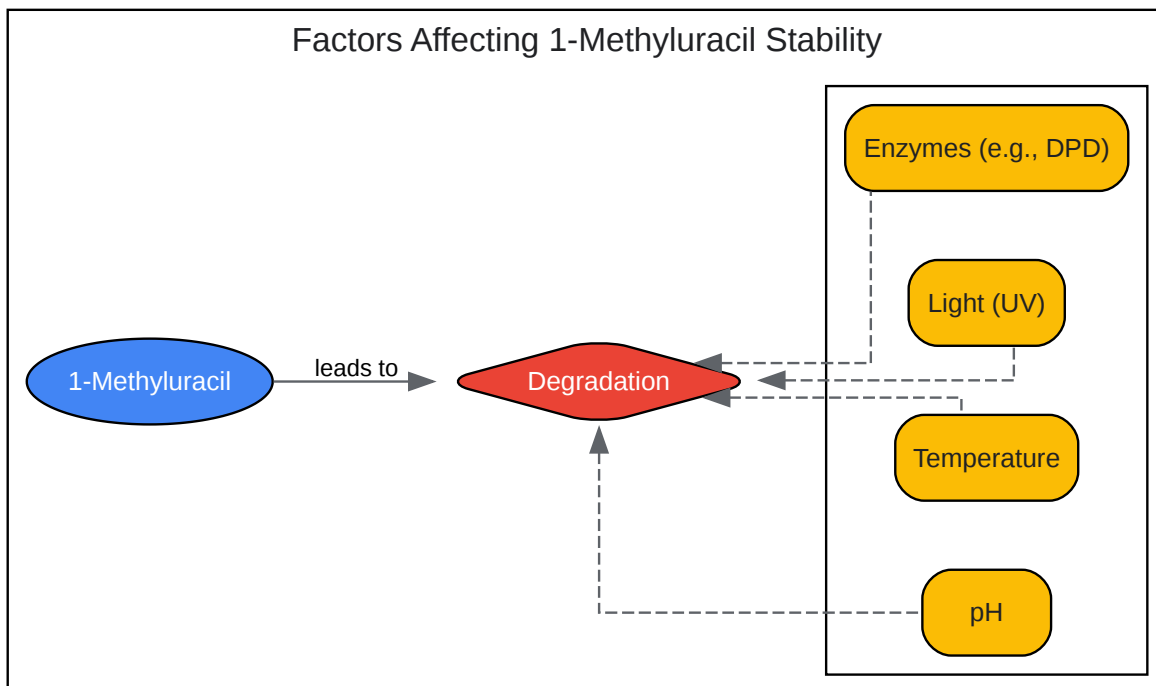 Factors Affecting 1-Methyluracil Stability
Enzymes (e.g., DPD)
Light (UV)
1-Methyluracil
leads to
Degradation
Temperature
pH